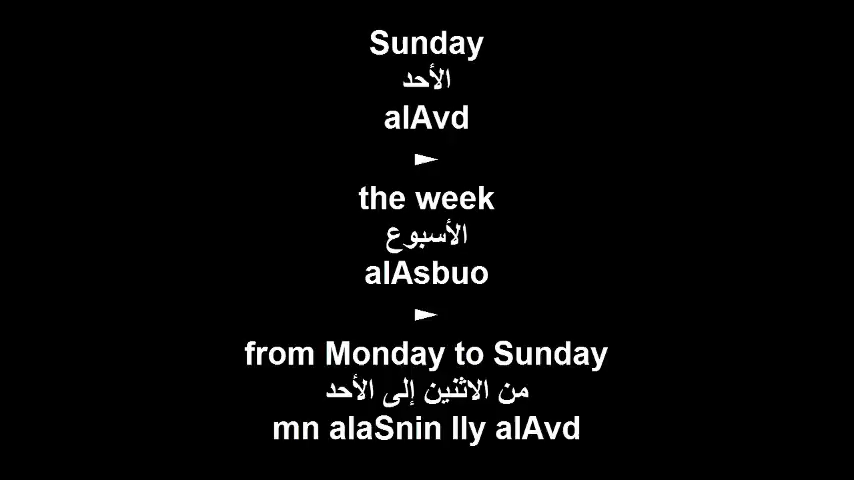 Sunday
الأحد
alAvd
►
the week
الأسبوع
alAsbuo
►
from Monday to Sunday
من الاثنين إلى الأحد
mn alaSnin lly alAvd